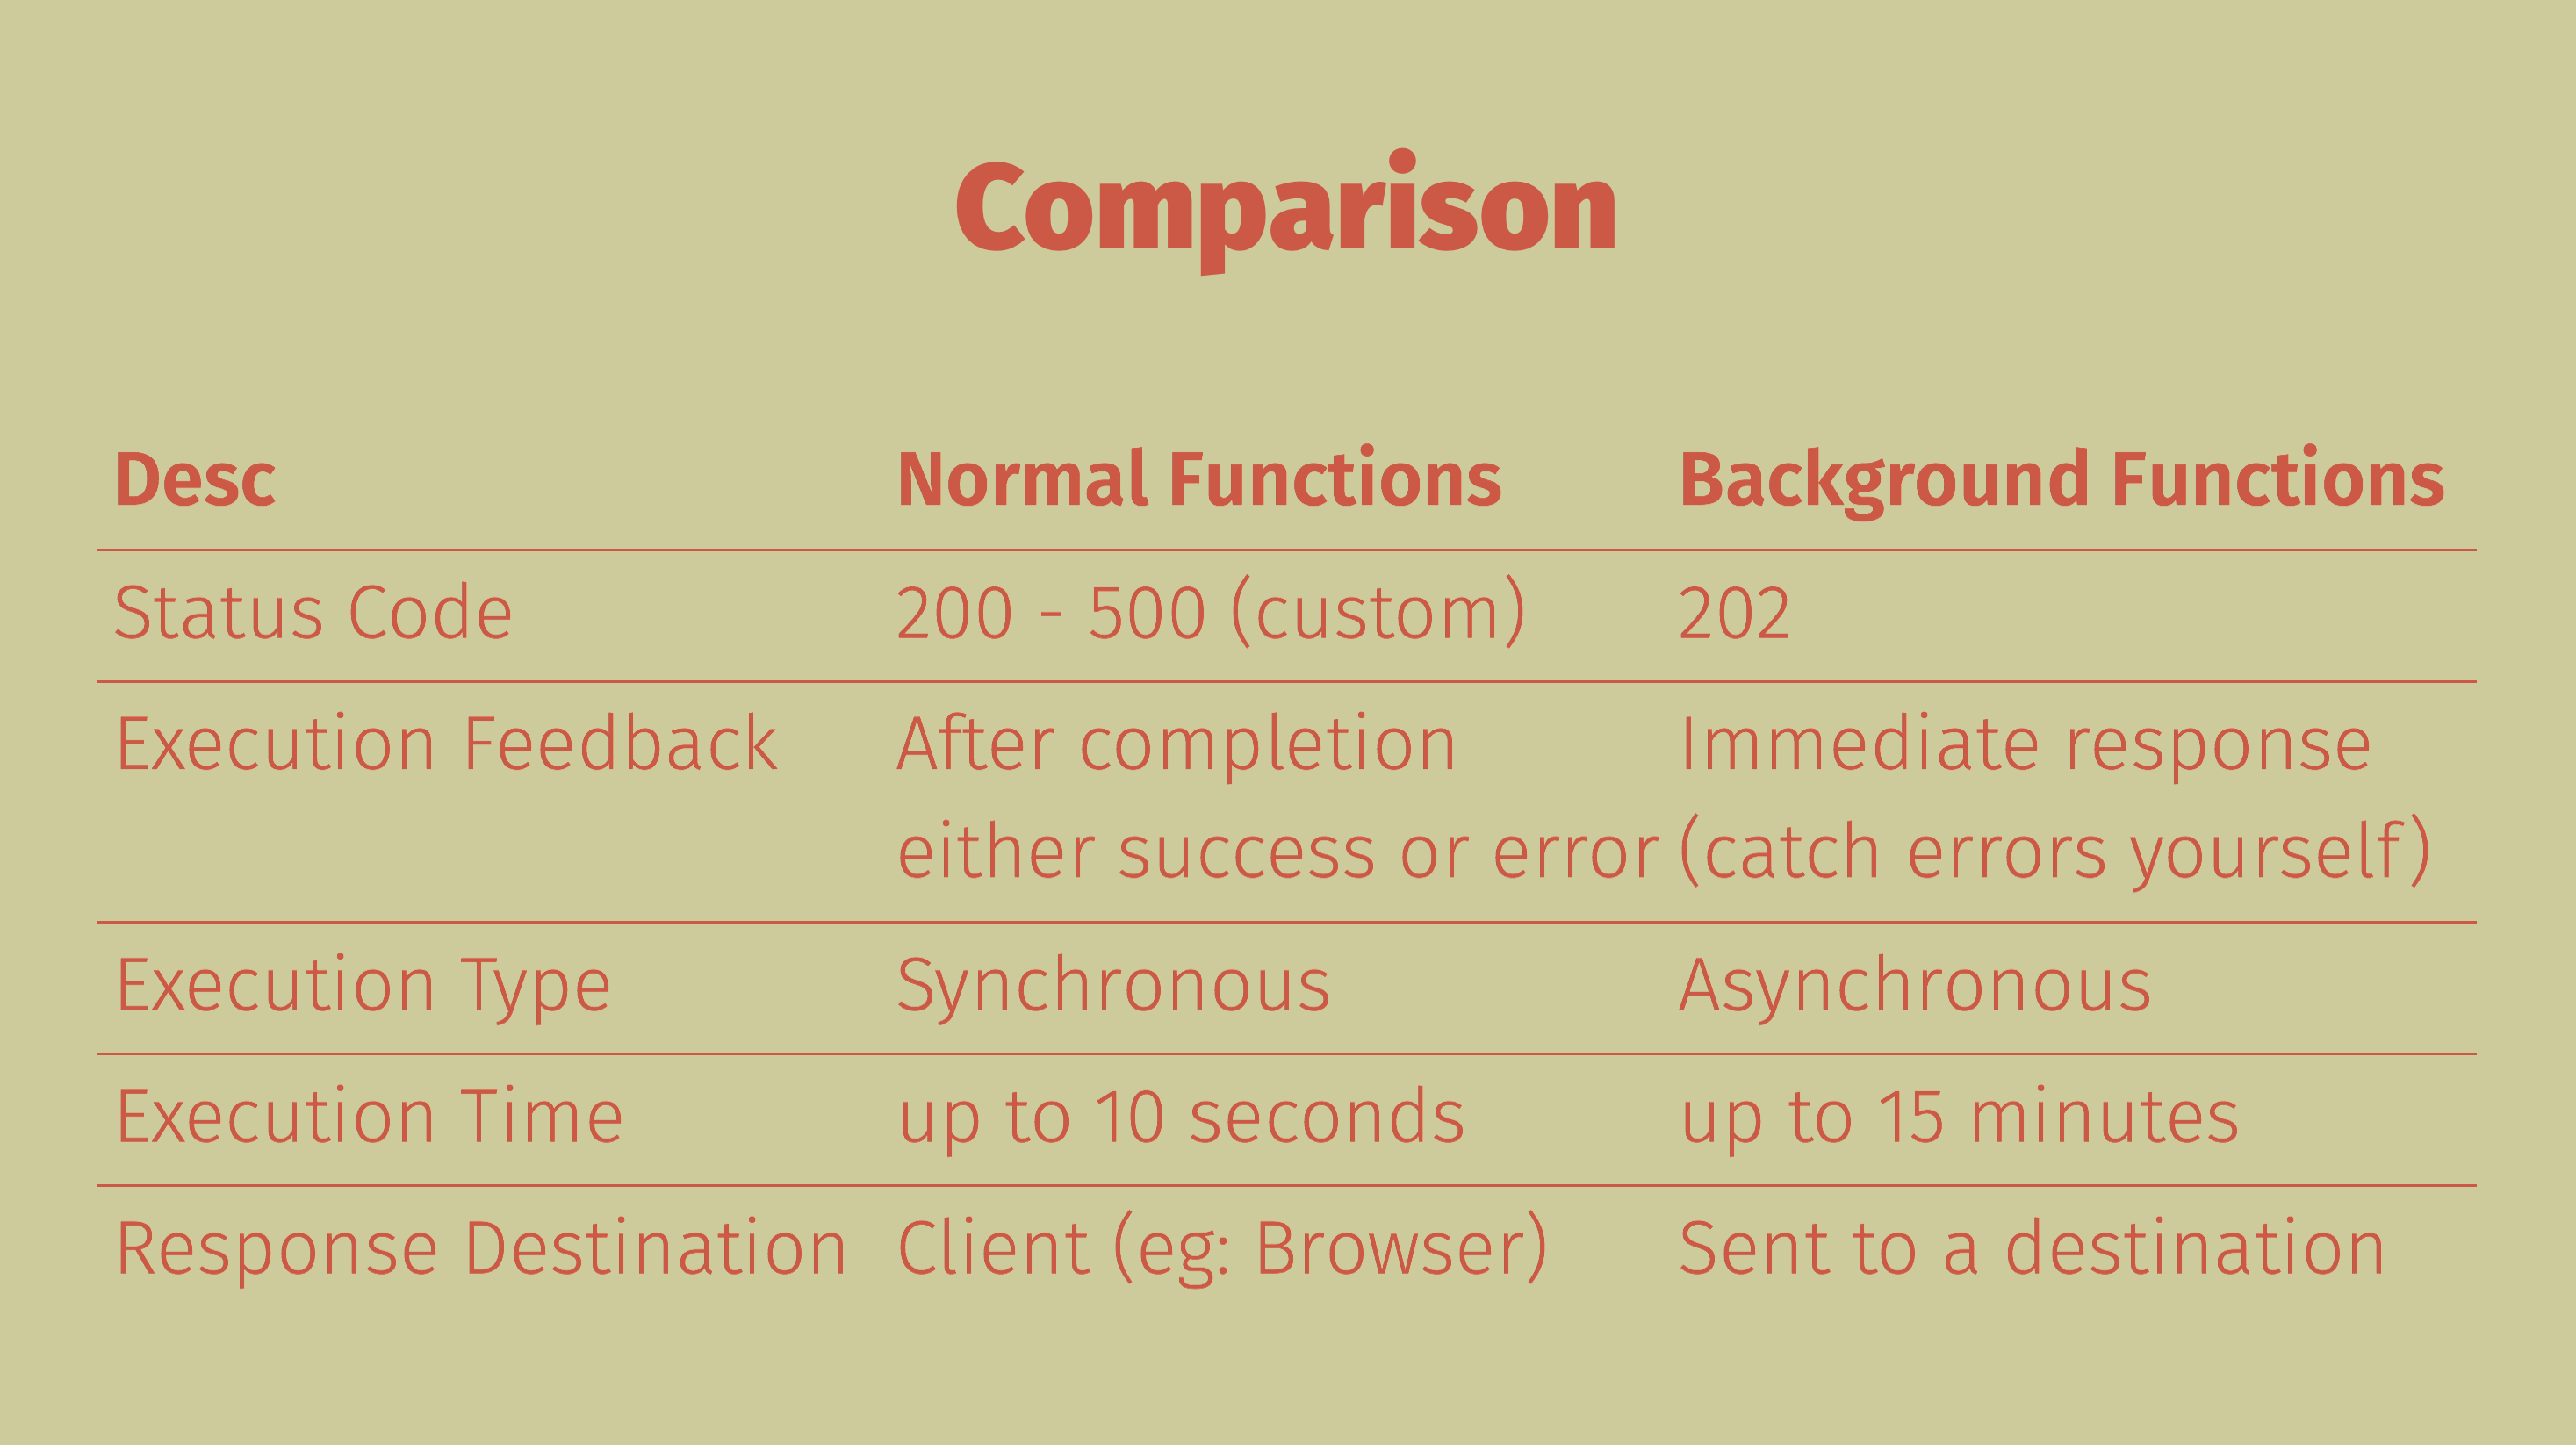 Comparison
Desc Normal Functions Background Functions
Status Code 200 - 500 (custom) 202
Execution Feedback After completion Immediate response
either success or error (catch errors yourself)
Execution Type Synchronous Asynchronous
Execution Time up to 10 seconds up to 15 minutes
Response Destination Client (eg: Browser) Sent to a destination